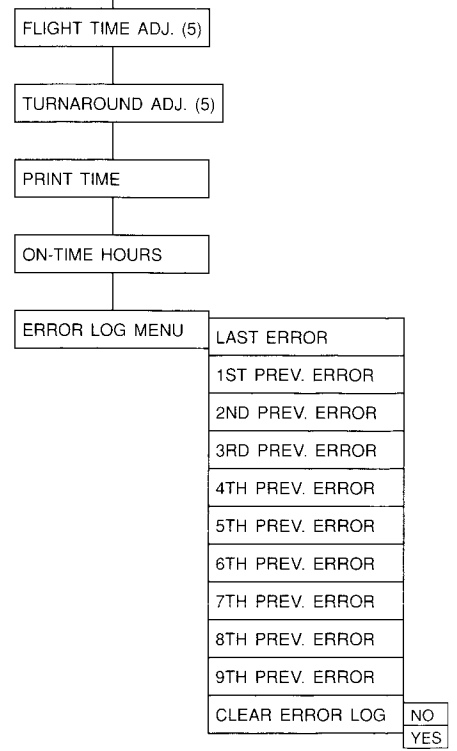 FLIGHT TIME ADJ. (5)
TURNAROUND ADJ. (5)
PRINT TIME
ON-TIME HOURS
ERROR LOG MENU
LAST ERROR
1ST PREV. ERROR
2ND PREV. ERROR
3RD PREV. ERROR
4TH PREV. ERROR
5TH PREV. ERROR
6TH PREV. ERROR
7TH PREV. ERROR
8TH PREV. ERROR
9TH PREV. ERROR
CLEAR ERROR LOG
NO
YES